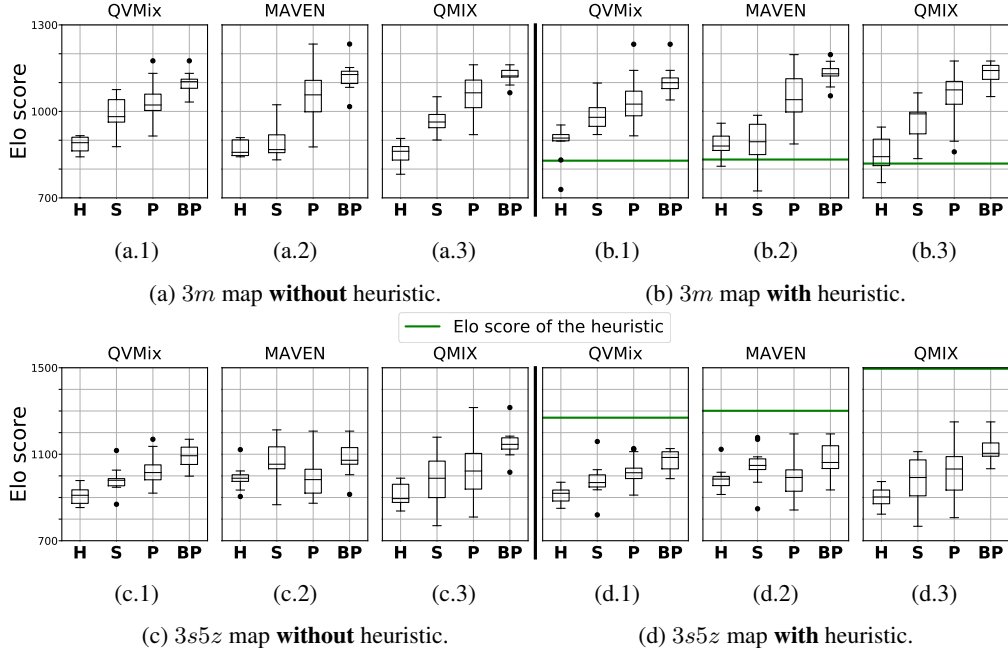 QVMix MAVEN QMIX QVMix MAVEN QMIX
1300
1000
700
Elo score
H S P BP H S P BP H S P BP H S P BP H S P BP H S P BP
(a.1) (a.2) (a.3) (b.1) (b.2) (b.3)
(a) 3m map without heuristic. (b) 3m map with heuristic.
Elo score of the heuristic
QVMix MAVEN QMIX QVMix MAVEN QMIX
1500
1100
700
Elo score
H S P BP H S P BP H S P BP H S P BP H S P BP H S P BP
(c.1) (c.2) (c.3) (d.1) (d.2) (d.3)
(c) 3s5z map without heuristic. (d) 3s5z map with heuristic.